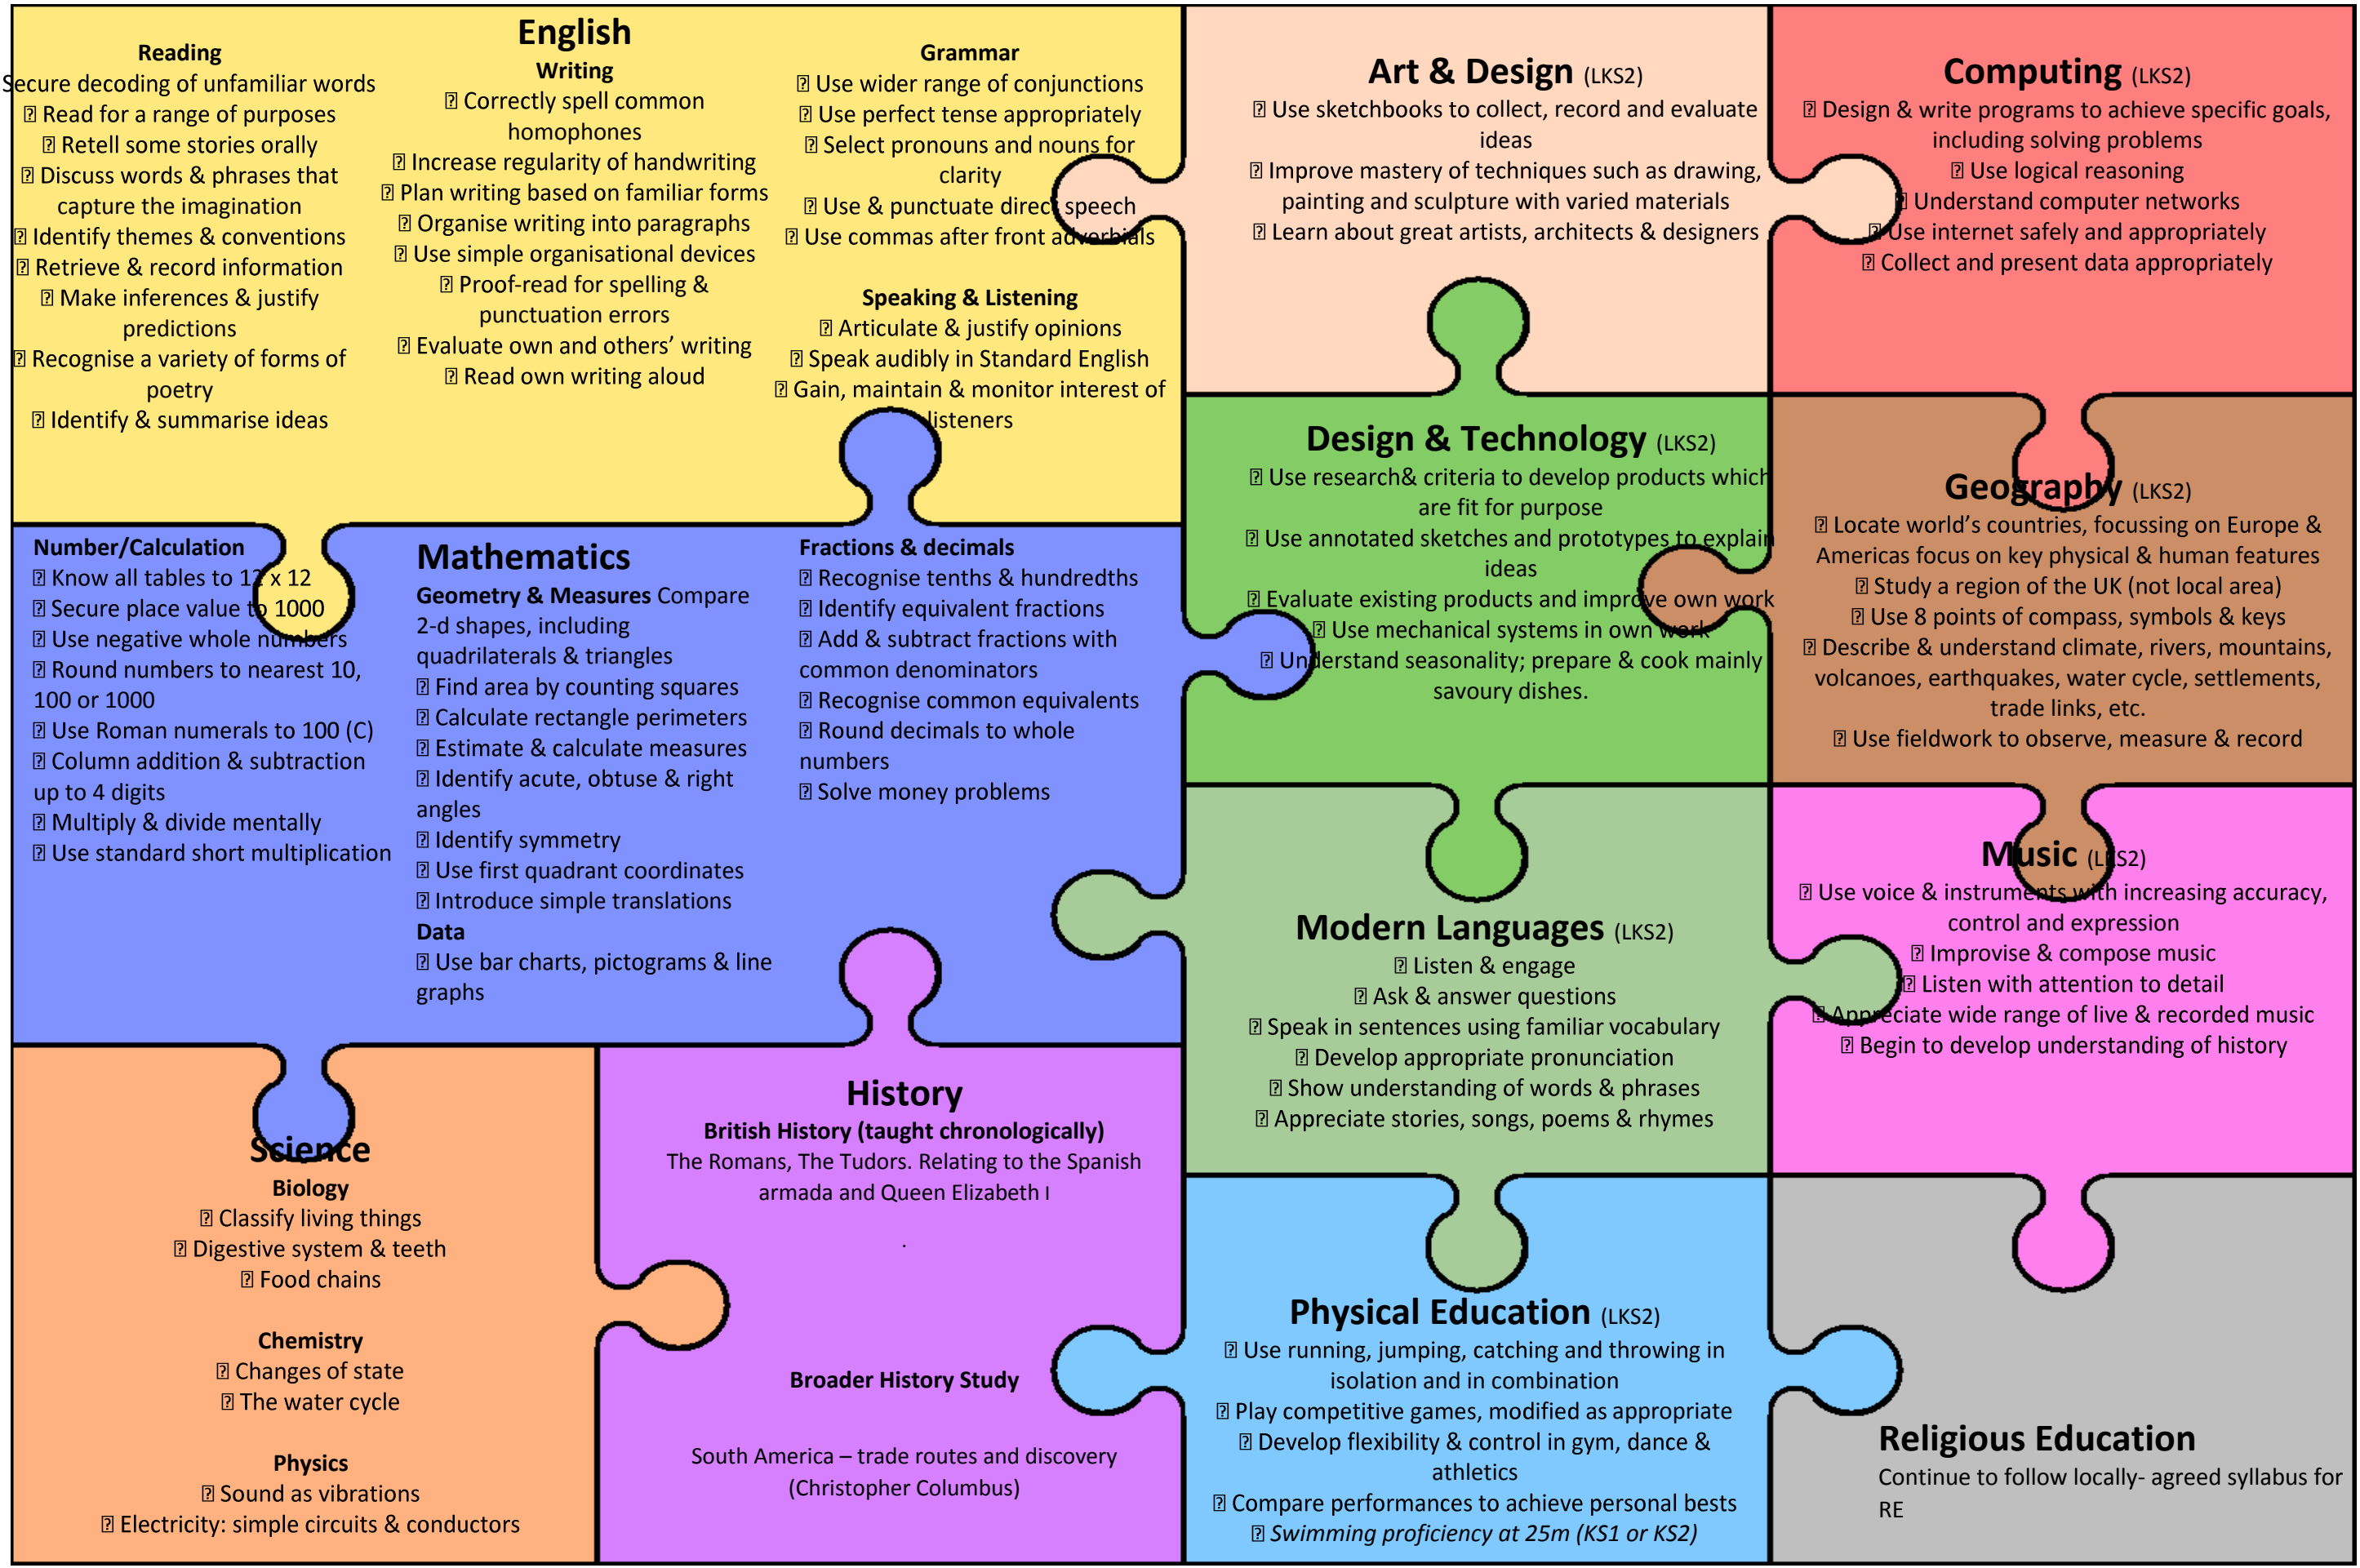 English
Reading
Secure decoding of unfamiliar words
Read for a range of purposes
Retell some stories orally
Discuss words & phrases that
capture the imagination
Identify themes & conventions
Retrieve & record information
Make inferences & justify
predictions
Recognise a variety of forms of
poetry
Identify & summarise ideas
Writing
Correctly spell common
homophones
Increase regularity of handwriting
Plan writing based on familiar forms
Organise writing into paragraphs
Use simple organisational devices
Proof-read for spelling &
punctuation errors
Evaluate own and others’ writing
Read own writing aloud
Grammar
Use wider range of conjunctions
Use perfect tense appropriately
Select pronouns and nouns for
clarity
Use & punctuate direct speech
Use commas after front adverbials
Speaking & Listening
Articulate & justify opinions
Speak audibly in Standard English
Gain, maintain & monitor interest of
listeners
Art & Design (LKS2)
Use sketchbooks to collect, record and evaluate
ideas
Improve mastery of techniques such as drawing,
painting and sculpture with varied materials
Learn about great artists, architects & designers
Computing (LKS2)
Design & write programs to achieve specific goals,
including solving problems
Use logical reasoning
Understand computer networks
Use internet safely and appropriately
Collect and present data appropriately
Number/Calculation
Know all tables to 12 x 12
Secure place value to 1000
Use negative whole numbers
Round numbers to nearest 10,
100 or 1000
Use Roman numerals to 100 (C)
Column addition & subtraction
up to 4 digits
Multiply & divide mentally
Use standard short multiplication
Mathematics
Geometry & Measures Compare
2-d shapes, including
quadrilaterals & triangles
Find area by counting squares
Calculate rectangle perimeters
Estimate & calculate measures
Identify acute, obtuse & right
angles
Identify symmetry
Use first quadrant coordinates
Introduce simple translations
Data
Use bar charts, pictograms & line
graphs
Fractions & decimals
Recognise tenths & hundredths
Identify equivalent fractions
Add & subtract fractions with
common denominators
Recognise common equivalents
Round decimals to whole
numbers
Solve money problems
Design & Technology (LKS2)
Use research& criteria to develop products which
are fit for purpose
Use annotated sketches and prototypes to explain
ideas
Evaluate existing products and improve own work
Use mechanical systems in own work
Understand seasonality; prepare & cook mainly
savoury dishes.
Geography (LKS2)
Locate world’s countries, focussing on Europe &
Americas focus on key physical & human features
Study a region of the UK (not local area)
Use 8 points of compass, symbols & keys
Describe & understand climate, rivers, mountains,
volcanoes, earthquakes, water cycle, settlements,
trade links, etc.
Use fieldwork to observe, measure & record
Modern Languages (LKS2)
Listen & engage
Ask & answer questions
Speak in sentences using familiar vocabulary
Develop appropriate pronunciation
Show understanding of words & phrases
Appreciate stories, songs, poems & rhymes
Music (LKS2)
Use voice & instruments with increasing accuracy,
control and expression
Improvise & compose music
Listen with attention to detail
Appreciate wide range of live & recorded music
Begin to develop understanding of history
Science
Biology
Classify living things
Digestive system & teeth
Food chains
Chemistry
Changes of state
The water cycle
Physics
Sound as vibrations
Electricity: simple circuits & conductors
History
British History (taught chronologically)
The Romans, The Tudors. Relating to the Spanish
armada and Queen Elizabeth I
.
Broader History Study
South America – trade routes and discovery
(Christopher Columbus)
Physical Education (LKS2)
Use running, jumping, catching and throwing in
isolation and in combination
Play competitive games, modified as appropriate
Develop flexibility & control in gym, dance &
athletics
Compare performances to achieve personal bests
Swimming proficiency at 25m (KS1 or KS2)
Religious Education
Continue to follow locally- agreed syllabus for
RE